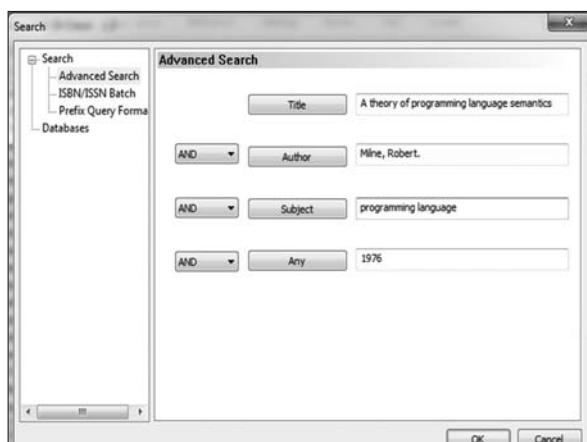 Search
Search
Advanced Search
ISBN/ISSN Batch
Prefix Query Forma
Databases
Advanced Search
Title
A theory of programming language semantics
AND
Author
Milne, Robert.
AND
Subject
programming language
AND
Any
1976
OK
Cancel